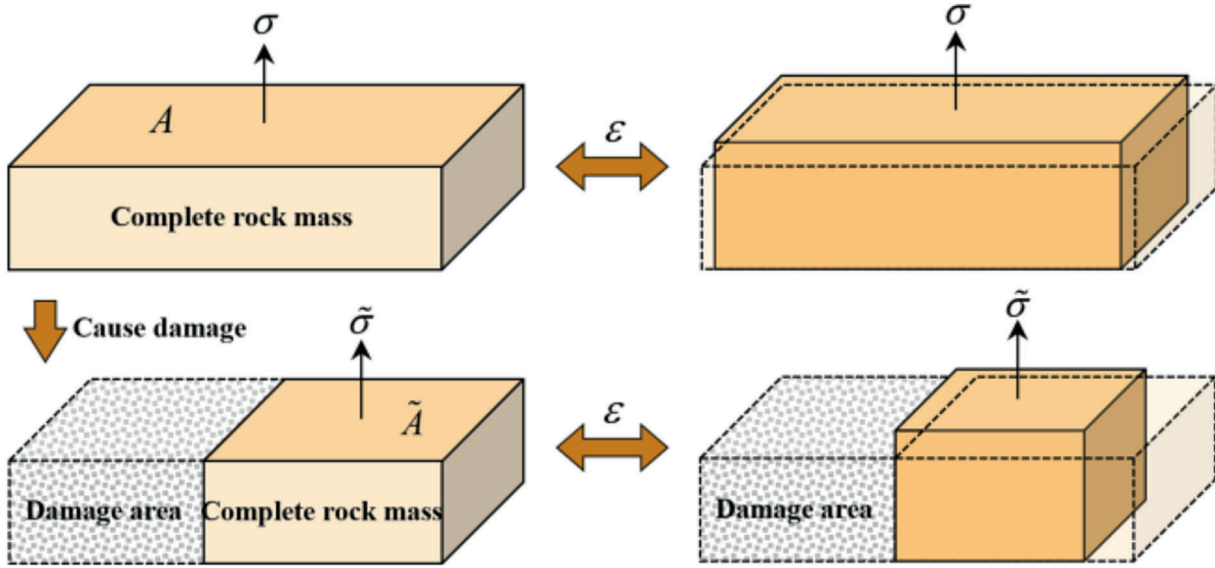 σ
σ
A
ε
Complete rock mass
Cause damage
σ̃
σ̃
Ã
ε
Damage area
Complete rock mass
Damage area